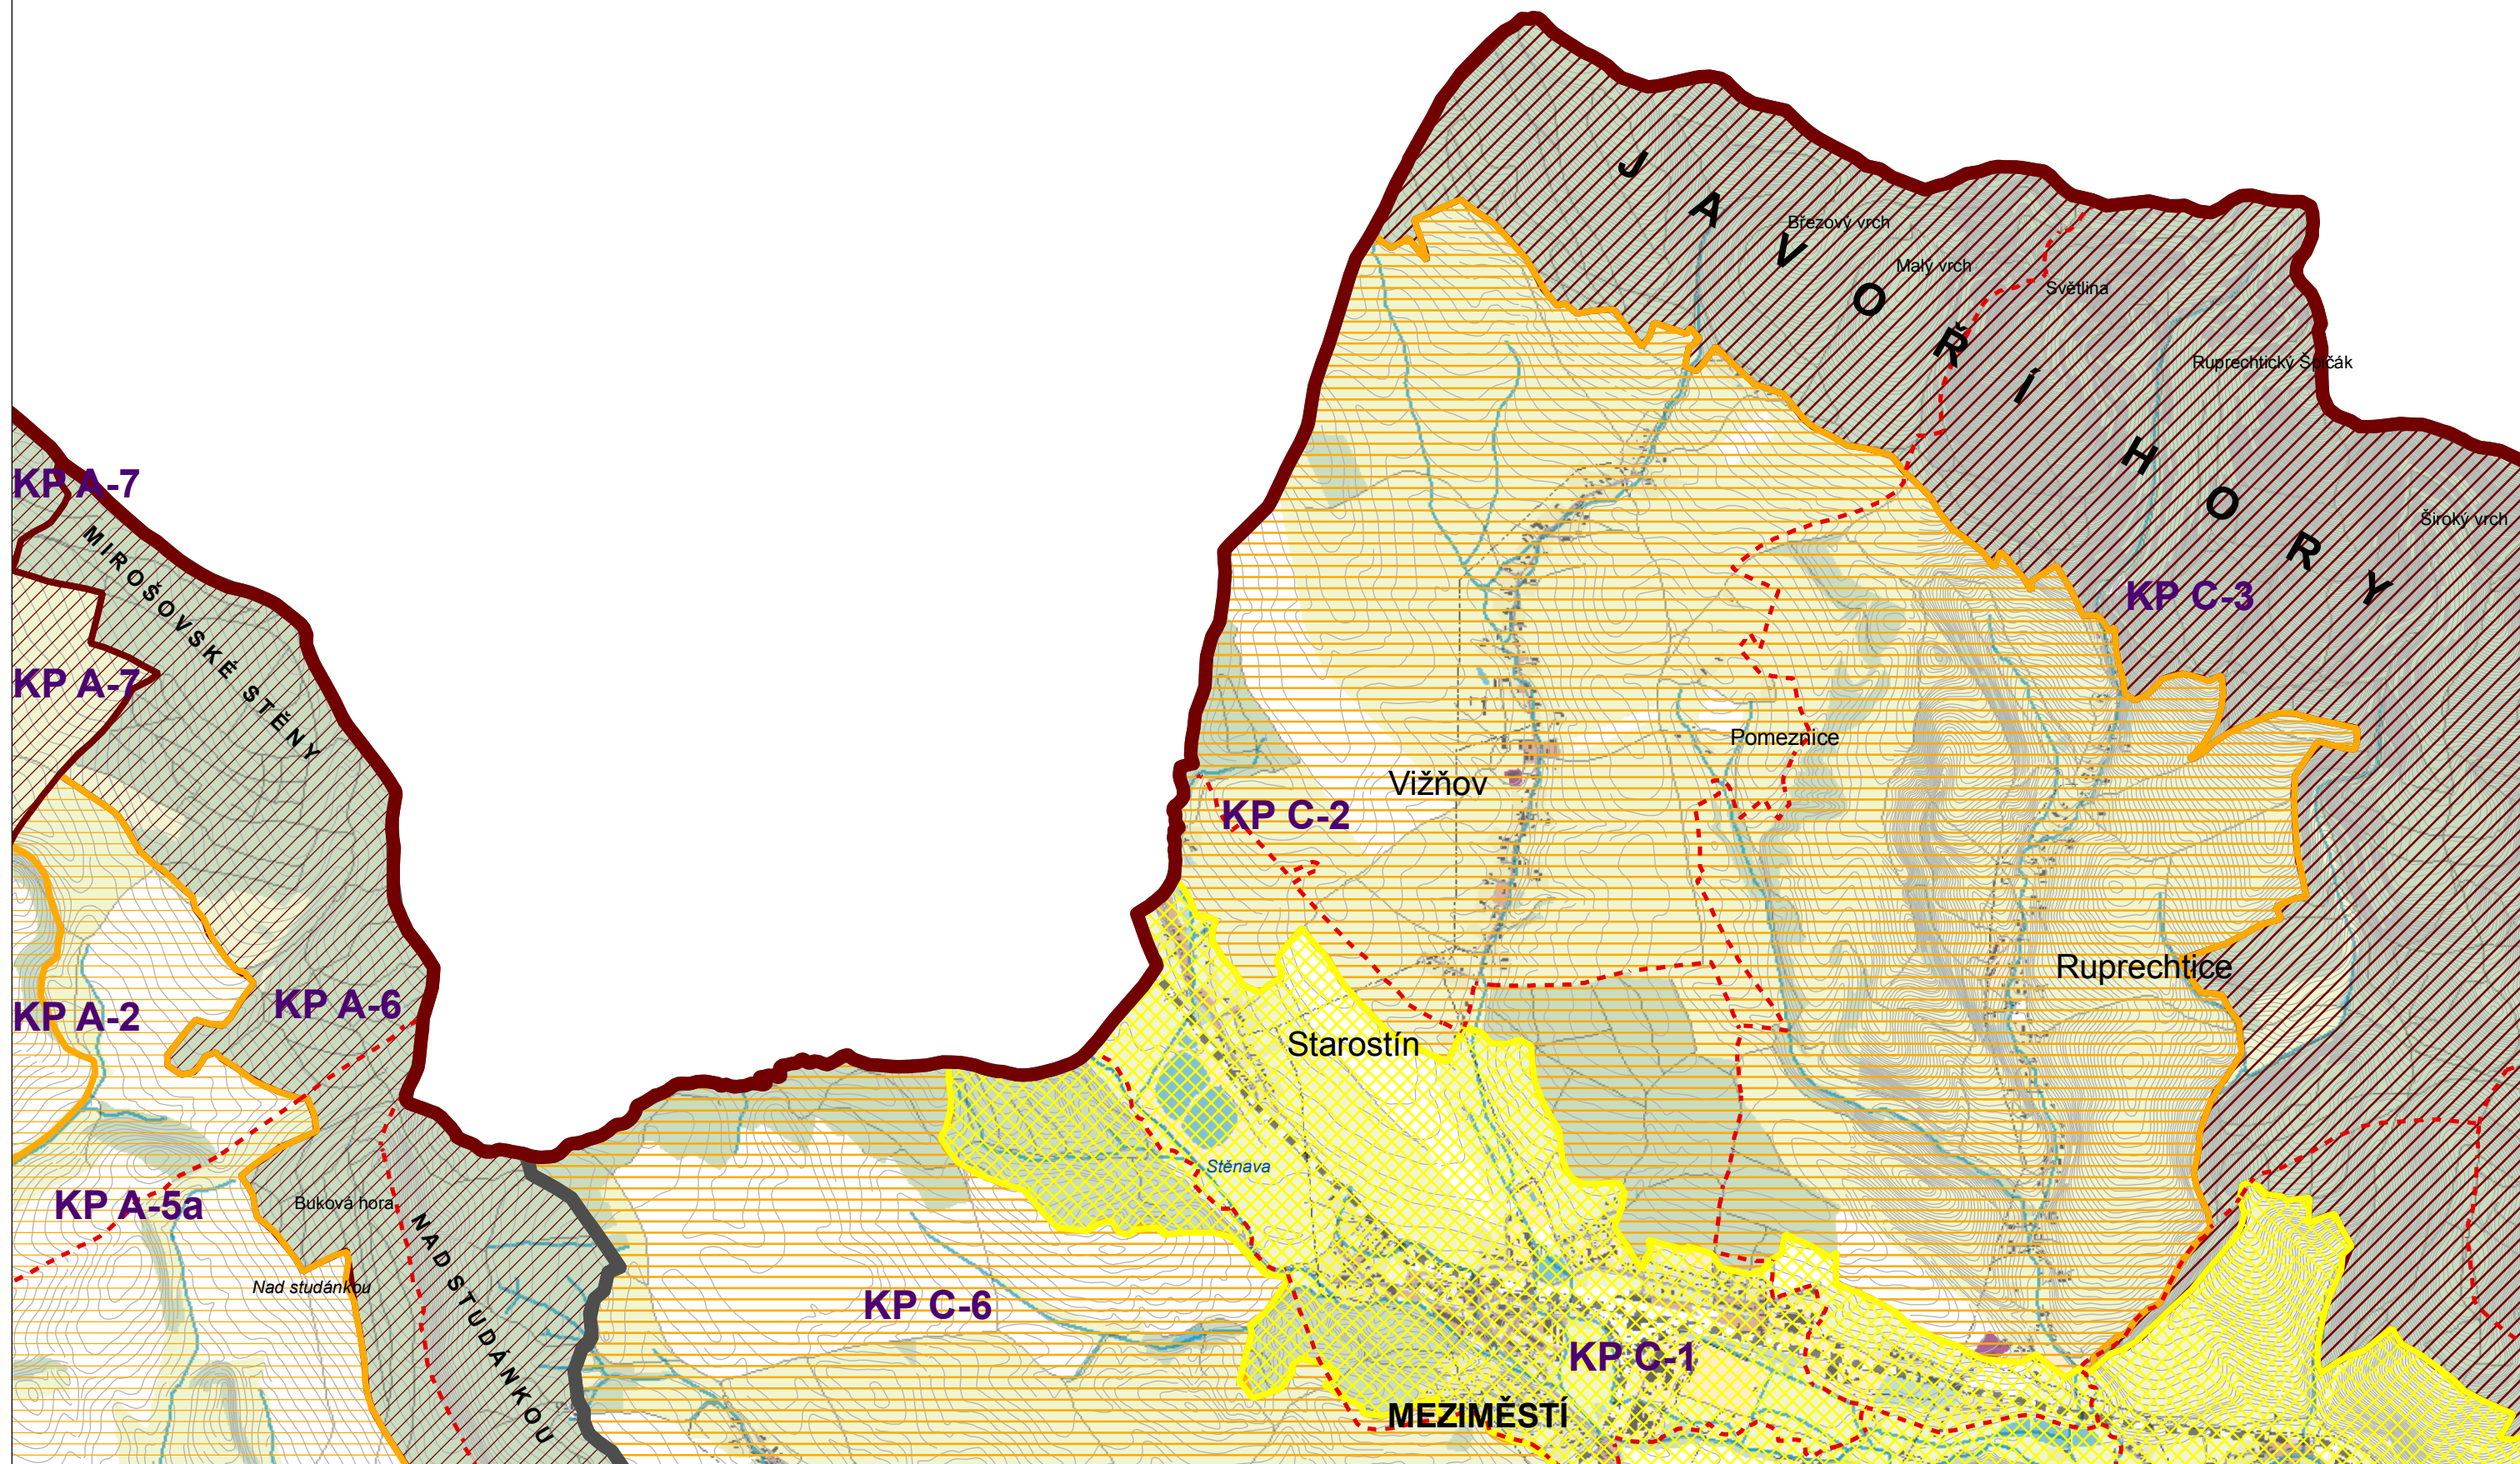 JAVOŘÍ HORY
Březový vrch
Malý vrch
Světlina
Ruprechtický Špičák
Široký vrch
KP A-7
MIROŠOVSKÉ STĚNY
KP C-3
KP A-7
Pomeznice
Vižňov
KP C-2
Ruprechtice
KP A-6
KP A-2
Starostín
Stěnava
KP A-5a
Buková hora
NAD STUDÁNKOU
Nad studánkou
KP C-6
KP C-1
MEZIMĚSTÍ